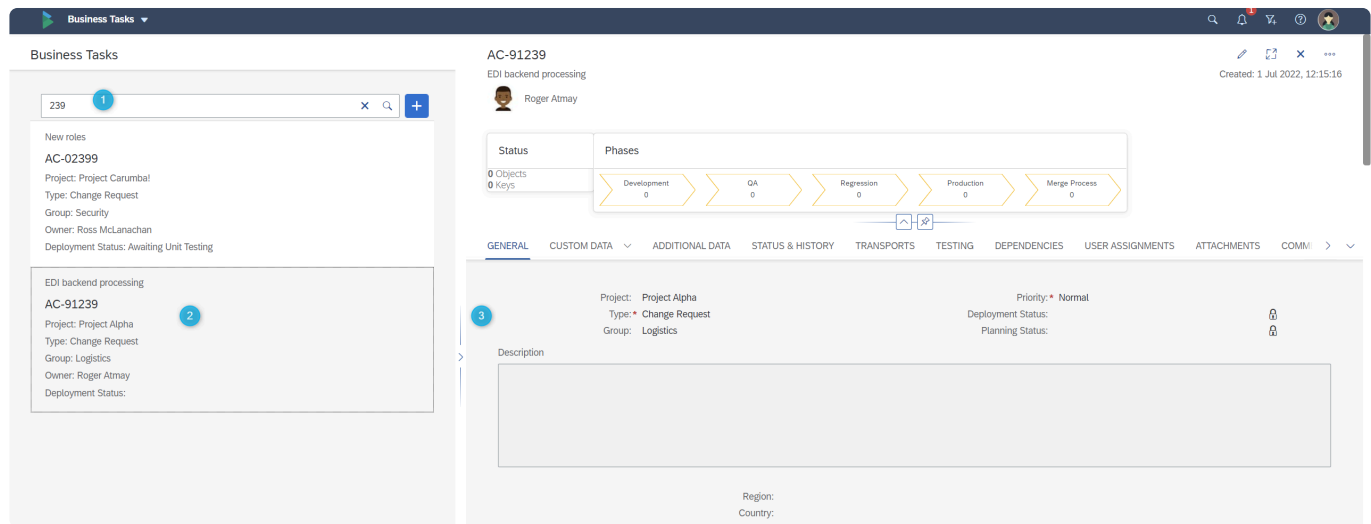 Business Tasks
1
Business Tasks
239
1
New roles
AC-02399
Project: Project Carumba!
Type: Change Request
Group: Security
Owner: Ross McLanachan
Deployment Status: Awaiting Unit Testing
EDI backend processing
AC-91239
Project: Project Alpha
2
Type: Change Request
Group: Logistics
Owner: Roger Atmay
Deployment Status:
AC-91239
EDI backend processing
Created: 1 Jul 2022, 12:15:16
Roger Atmay
Status
0 Objects
0 Keys
Phases
Development
0
QA
0
Regression
0
Production
0
Merge Process
0
GENERAL CUSTOM DATA ADDITIONAL DATA STATUS & HISTORY TRANSPORTS TESTING DEPENDENCIES USER ASSIGNMENTS ATTACHMENTS COMM
3
Project: Project Alpha
Type:* Change Request
Group: Logistics
Priority:* Normal
Deployment Status:
Planning Status:
Description
Region:
Country: